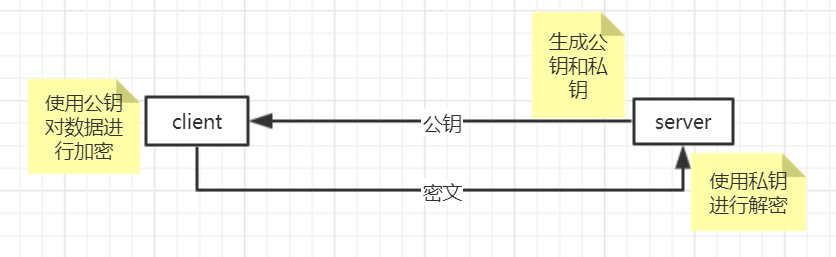 生成公
钥和私
钥
使用公钥
对数据进
行加密
client
公钥
server
密文
使用私钥
进行解密